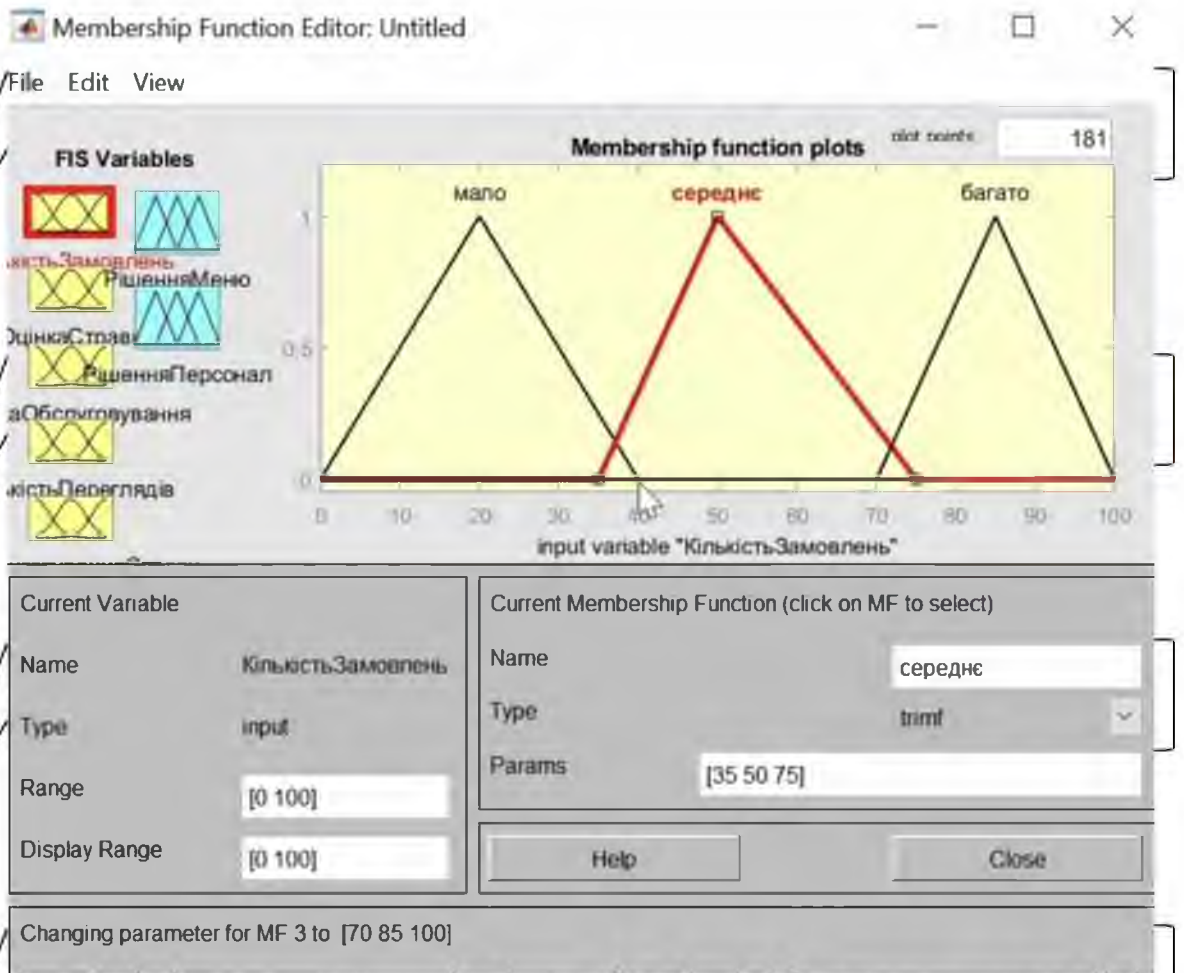 Membership Function Editor: Untitled
File Edit View
FIS Variables
Membership function plots
plot points
181
мало
середнє
багато
РішенняМеню
РішенняПерсонал
1
0.5
0
0 10 20 30 40 50 60 70 80 90 100
input variable "КількістьЗамовлень"
Current Variable
Name КількістьЗамовлень
Type input
Range [0 100]
Display Range [0 100]
Current Membership Function (click on MF to select)
Name середнє
Type trimf
Params [35 50 75]
Help
Close
Changing parameter for MF 3 to [70 85 100]